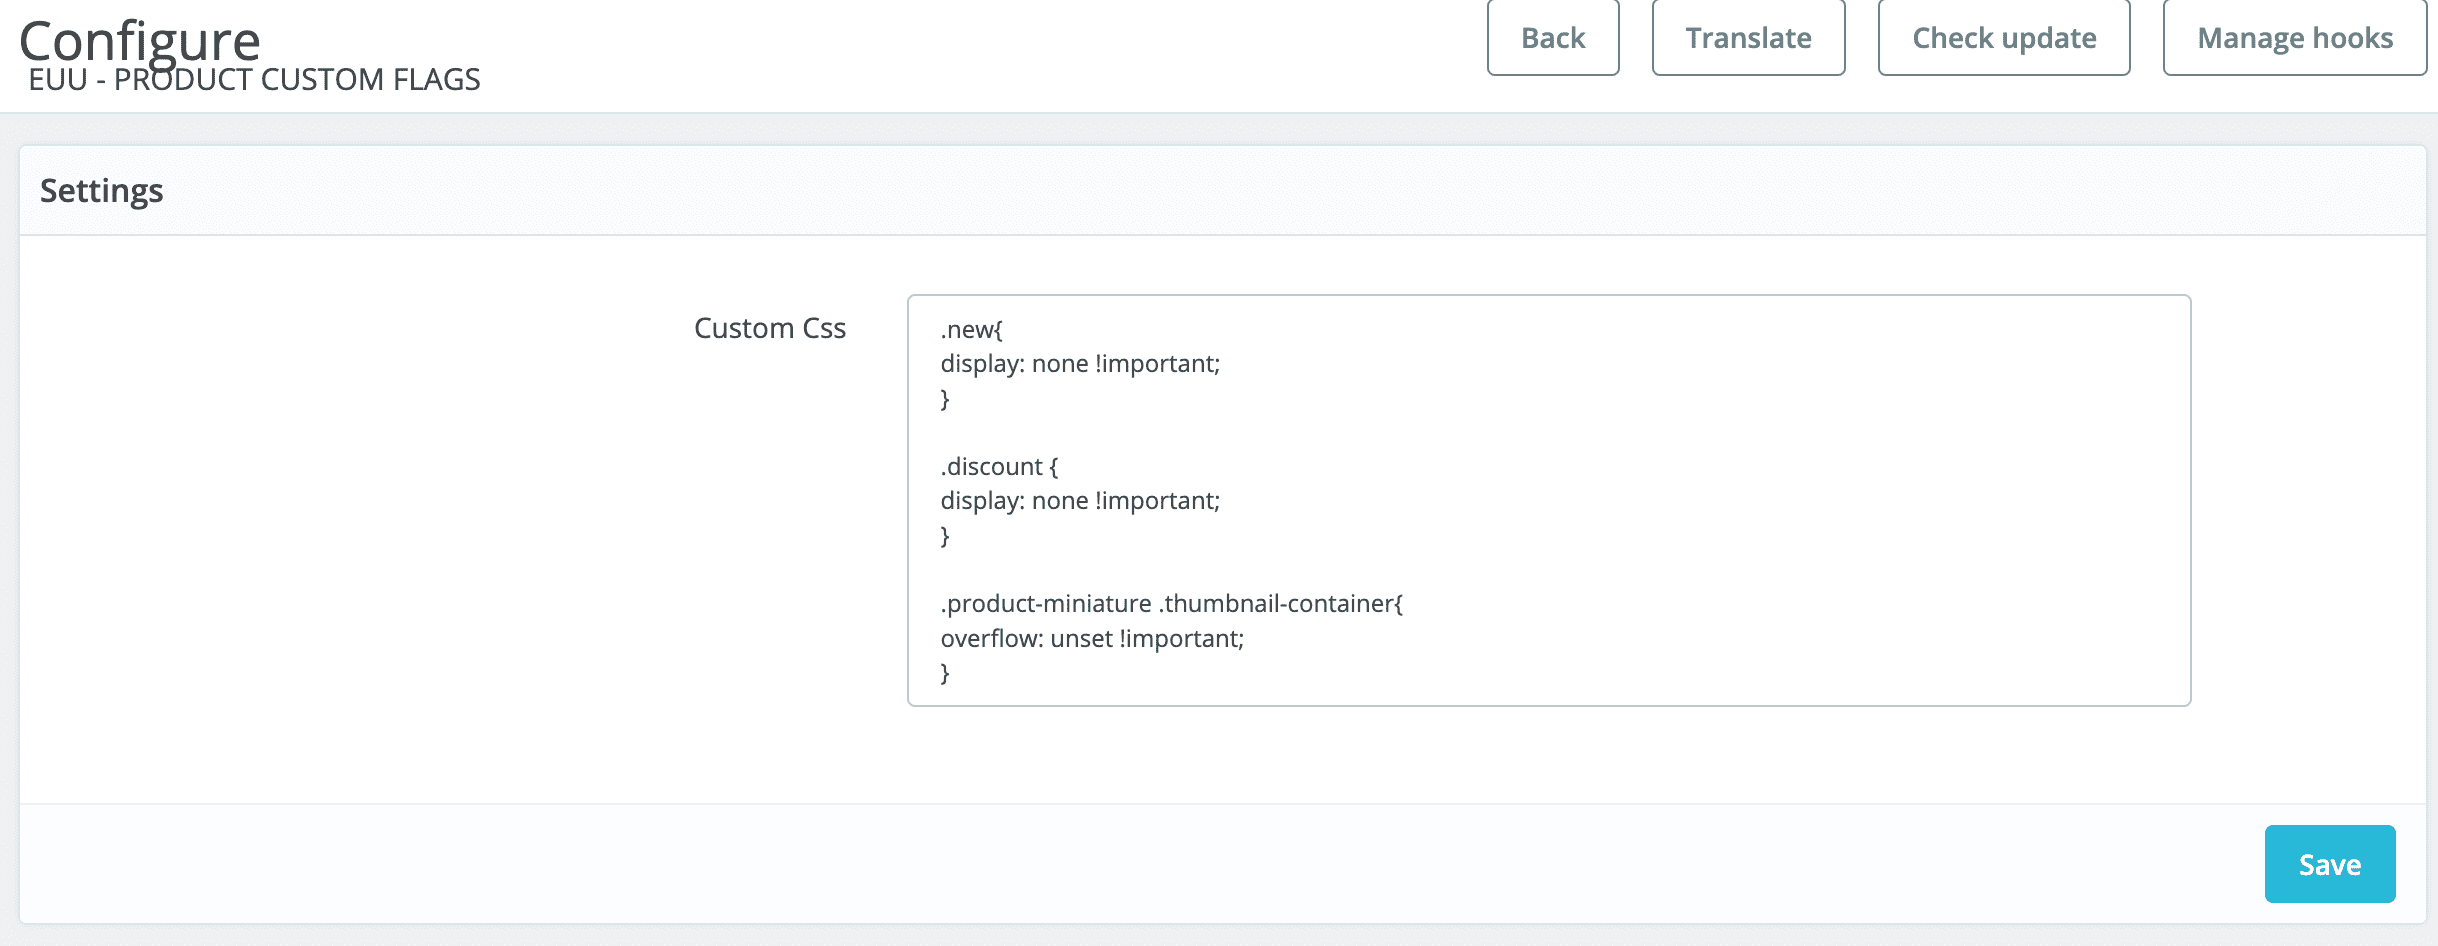 Configure
EUU - PRODUCT CUSTOM FLAGS
Back
Translate
Check update
Manage hooks
Settings
Custom Css
.new{
display: none !important;
}
.discount {
display: none !important;
}
.product-miniature .thumbnail-container{
overflow: unset !important;
}
Save